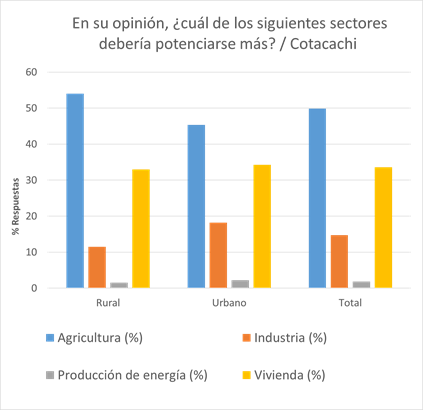 En su opinión, ¿cuál de los siguientes sectores
debería potenciarse más? / Cotacachi
60
50
40
30
20
10
0
% Respuestas
Rural Urbano Total
Agricultura (%) Industria (%)
Producción de energía (%) Vivienda (%)